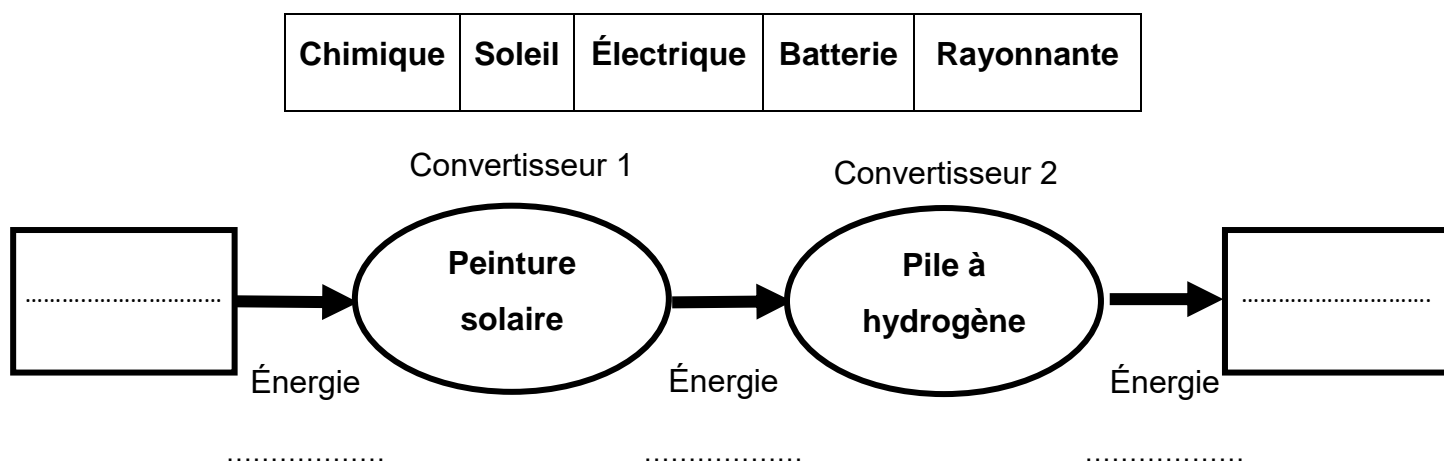 Chimique Soleil Électrique Batterie Rayonnante
Convertisseur 1 Convertisseur 2
Peinture solaire
Pile à hydrogène
..............................
..............................
Énergie Énergie Énergie
.................. .................. ..................